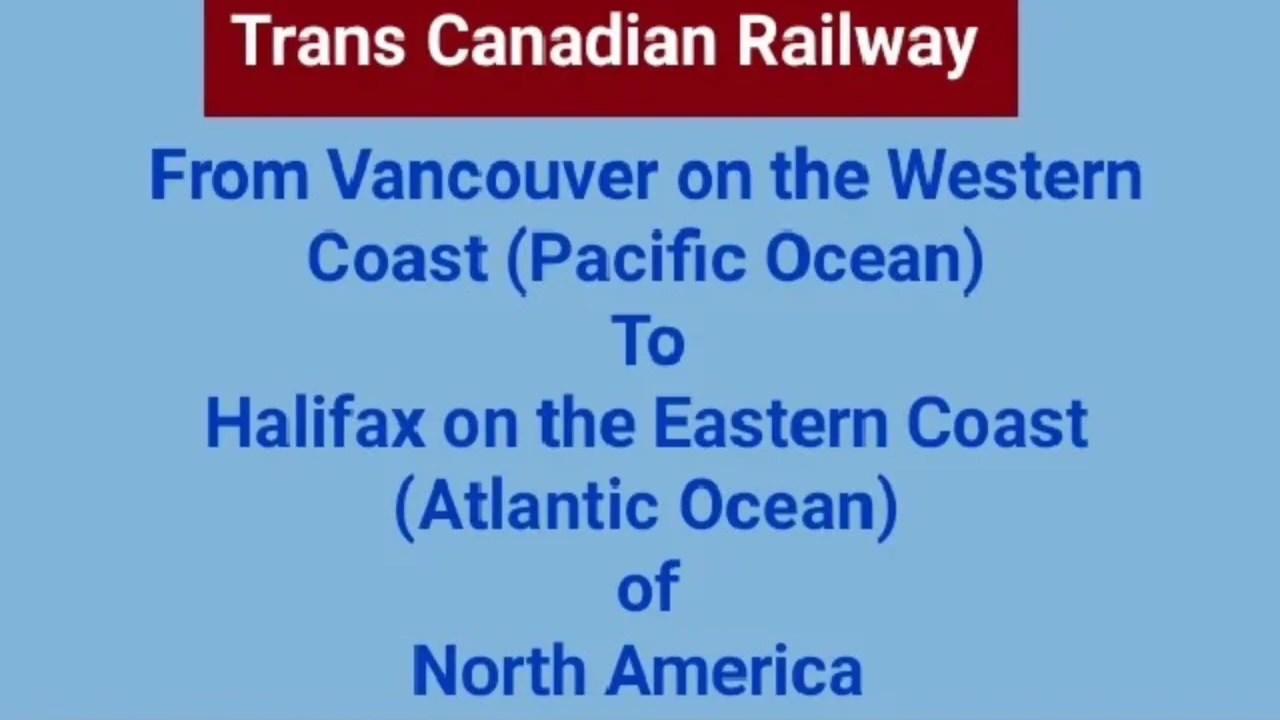 Trans Canadian Railway
From Vancouver on the Western
Coast (Pacific Ocean)
To
Halifax on the Eastern Coast
(Atlantic Ocean)
of
North America